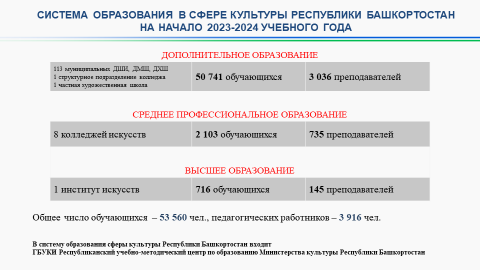 СИСТЕМА ОБРАЗОВАНИЯ В СФЕРЕ КУЛЬТУРЫ РЕСПУБЛИКИ БАШКОРТОСТАН
НА НАЧАЛО 2023-2024 УЧЕБНОГО ГОДА
ДОПОЛНИТЕЛЬНОЕ ОБРАЗОВАНИЕ
113 муниципальных ДШИ, ДМШ, ДХШ
1 структурное подразделение колледжа
1 частная художественная школа
50 741 обучающихся
3 036 преподавателей
СРЕДНЕЕ ПРОФЕССИОНАЛЬНОЕ ОБРАЗОВАНИЕ
8 колледжей искусств
2 103 обучающихся
735 преподавателей
ВЫСШЕЕ ОБРАЗОВАНИЕ
1 институт искусств
716 обучающихся
145 преподавателей
Общее число обучающихся – 53 560 чел., педагогических работников – 3 916 чел.
В систему образования сферы культуры Республики Башкортостан входит
ГБУКИ Республиканский учебно-методический центр по образованию Министерства культуры Республики Башкортостан